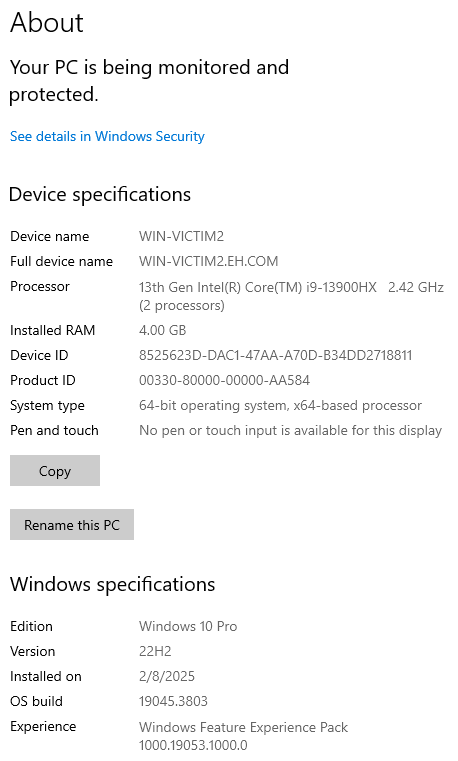 About
Your PC is being monitored and
protected.
See details in Windows Security
Device specifications
Device name WIN-VICTIM2
Full device name WIN-VICTIM2.EH.COM
Processor 13th Gen Intel(R) Core(TM) i9-13900HX 2.42 GHz
(2 processors)
Installed RAM 4.00 GB
Device ID 8525623D-DAC1-47AA-A70D-B34DD2718811
Product ID 00330-80000-00000-AA584
System type 64-bit operating system, x64-based processor
Pen and touch No pen or touch input is available for this display
Copy
Rename this PC
Windows specifications
Edition Windows 10 Pro
Version 22H2
Installed on 2/8/2025
OS build 19045.3803
Experience Windows Feature Experience Pack
1000.19053.1000.0